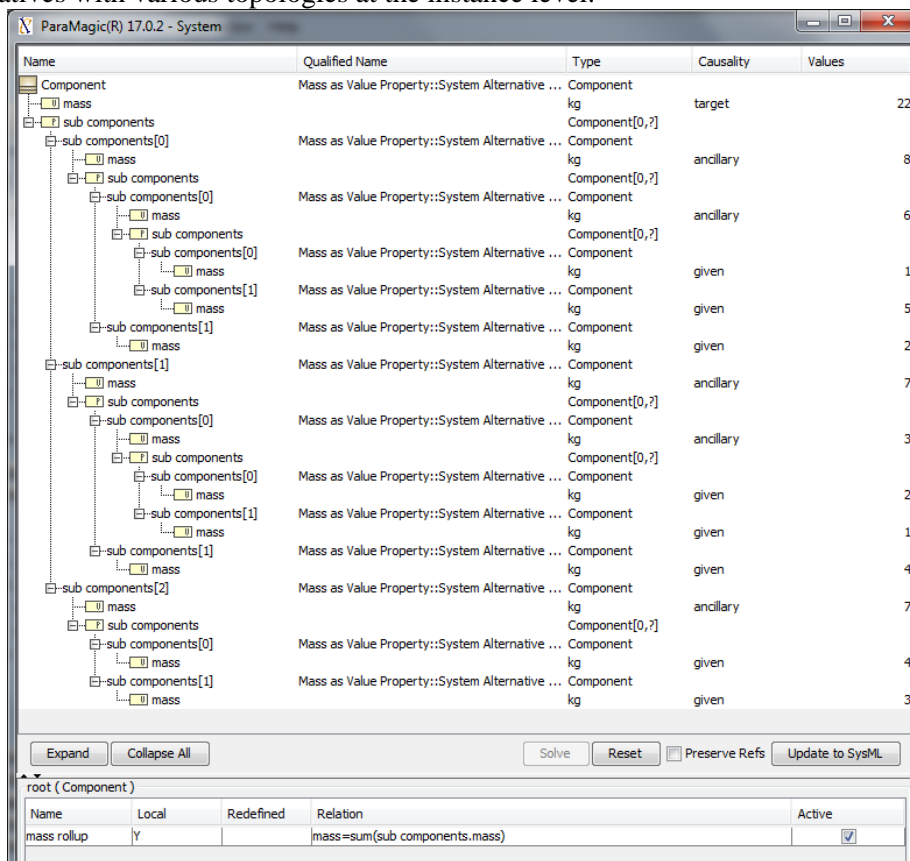 atives with various topologies at the instance level.
ParaMagic(R) 17.0.2 - System
Name Qualified Name Type Causality Values
Component Mass as Value Property::System Alternative ... Component
mass kg target 22
sub components Component[0,?]
sub components[0] Mass as Value Property::System Alternative ... Component
mass kg ancillary 8
sub components Component[0,?]
sub components[0] Mass as Value Property::System Alternative ... Component
mass kg ancillary 6
sub components Component[0,?]
sub components[0] Mass as Value Property::System Alternative ... Component
mass kg given 1
sub components[1] Mass as Value Property::System Alternative ... Component
mass kg given 5
sub components[1] Mass as Value Property::System Alternative ... Component
mass kg given 2
sub components[1] Mass as Value Property::System Alternative ... Component
mass kg ancillary 7
sub components Component[0,?]
sub components[0] Mass as Value Property::System Alternative ... Component
mass kg ancillary 3
sub components Component[0,?]
sub components[0] Mass as Value Property::System Alternative ... Component
mass kg given 2
sub components[1] Mass as Value Property::System Alternative ... Component
mass kg given 1
sub components[1] Mass as Value Property::System Alternative ... Component
mass kg given 4
sub components[2] Mass as Value Property::System Alternative ... Component
mass kg ancillary 7
sub components Component[0,?]
sub components[0] Mass as Value Property::System Alternative ... Component
mass kg given 4
sub components[1] Mass as Value Property::System Alternative ... Component
mass kg given 3
Expand Collapse All Solve Reset Preserve Refs Update to SysML
root ( Component )
Name Local Redefined Relation Active
mass rollup Y mass=sum(sub components.mass)